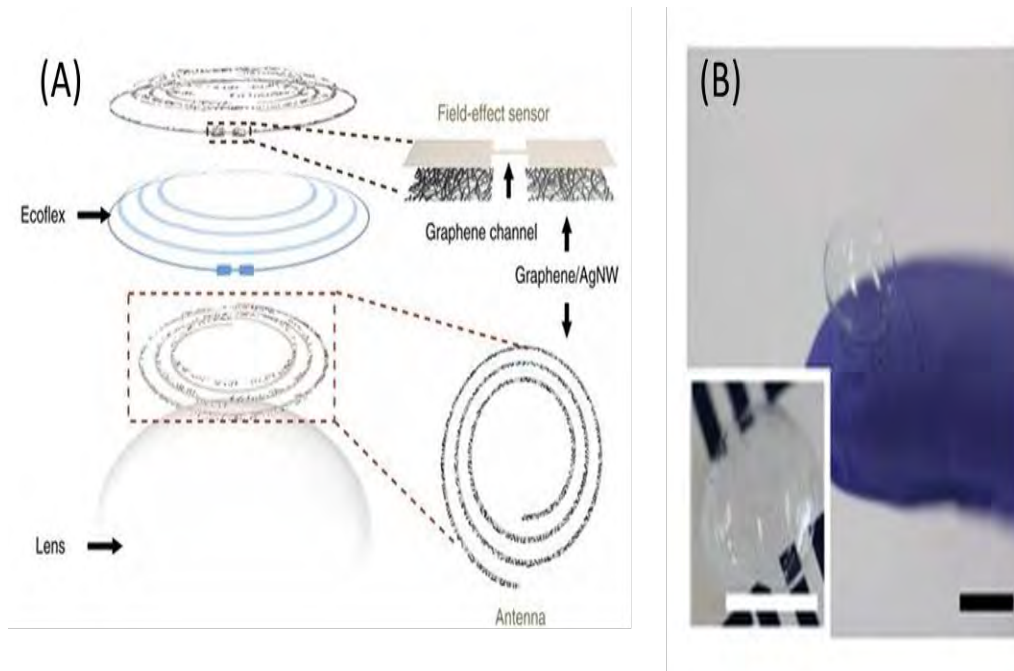 (A)
Field-effect sensor
Ecoflex
Graphene channel
Graphene/AgNW
Lens
Antenna
(B)